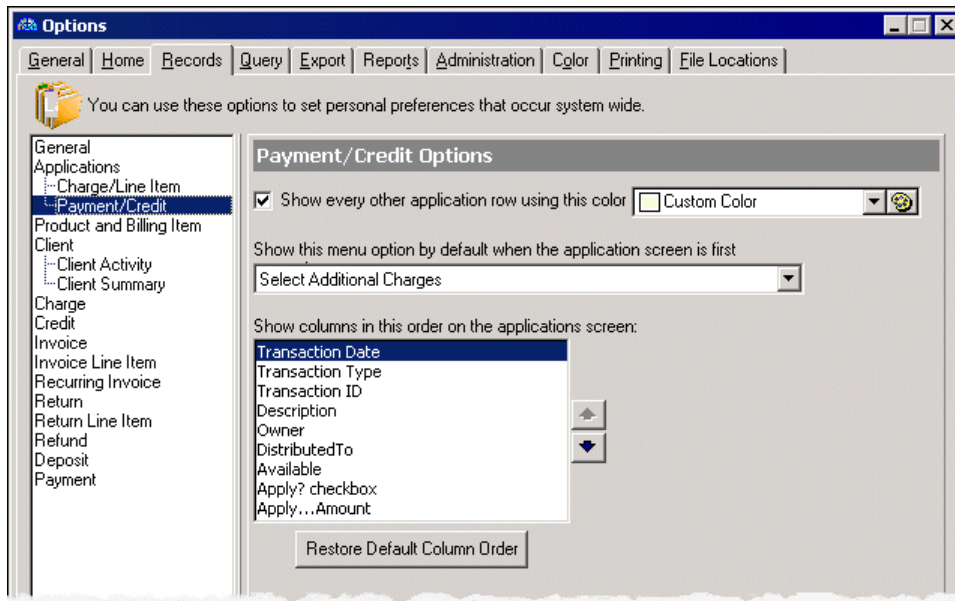 Options
General Home Records Query Export Reports Administration Color Printing File Locations
You can use these options to set personal preferences that occur system wide.
General
Applications
Charge/Line Item
Payment/Credit
Product and Billing Item
Client
Client Activity
Client Summary
Charge
Credit
Invoice
Invoice Line Item
Recurring Invoice
Return
Return Line Item
Refund
Deposit
Payment
Payment/Credit Options
Show every other application row using this color Custom Color
Show this menu option by default when the application screen is first
Select Additional Charges
Show columns in this order on the applications screen:
Transaction Date
Transaction Type
Transaction ID
Description
Owner
DistributedTo
Available
Apply? checkbox
Apply...Amount
Restore Default Column Order